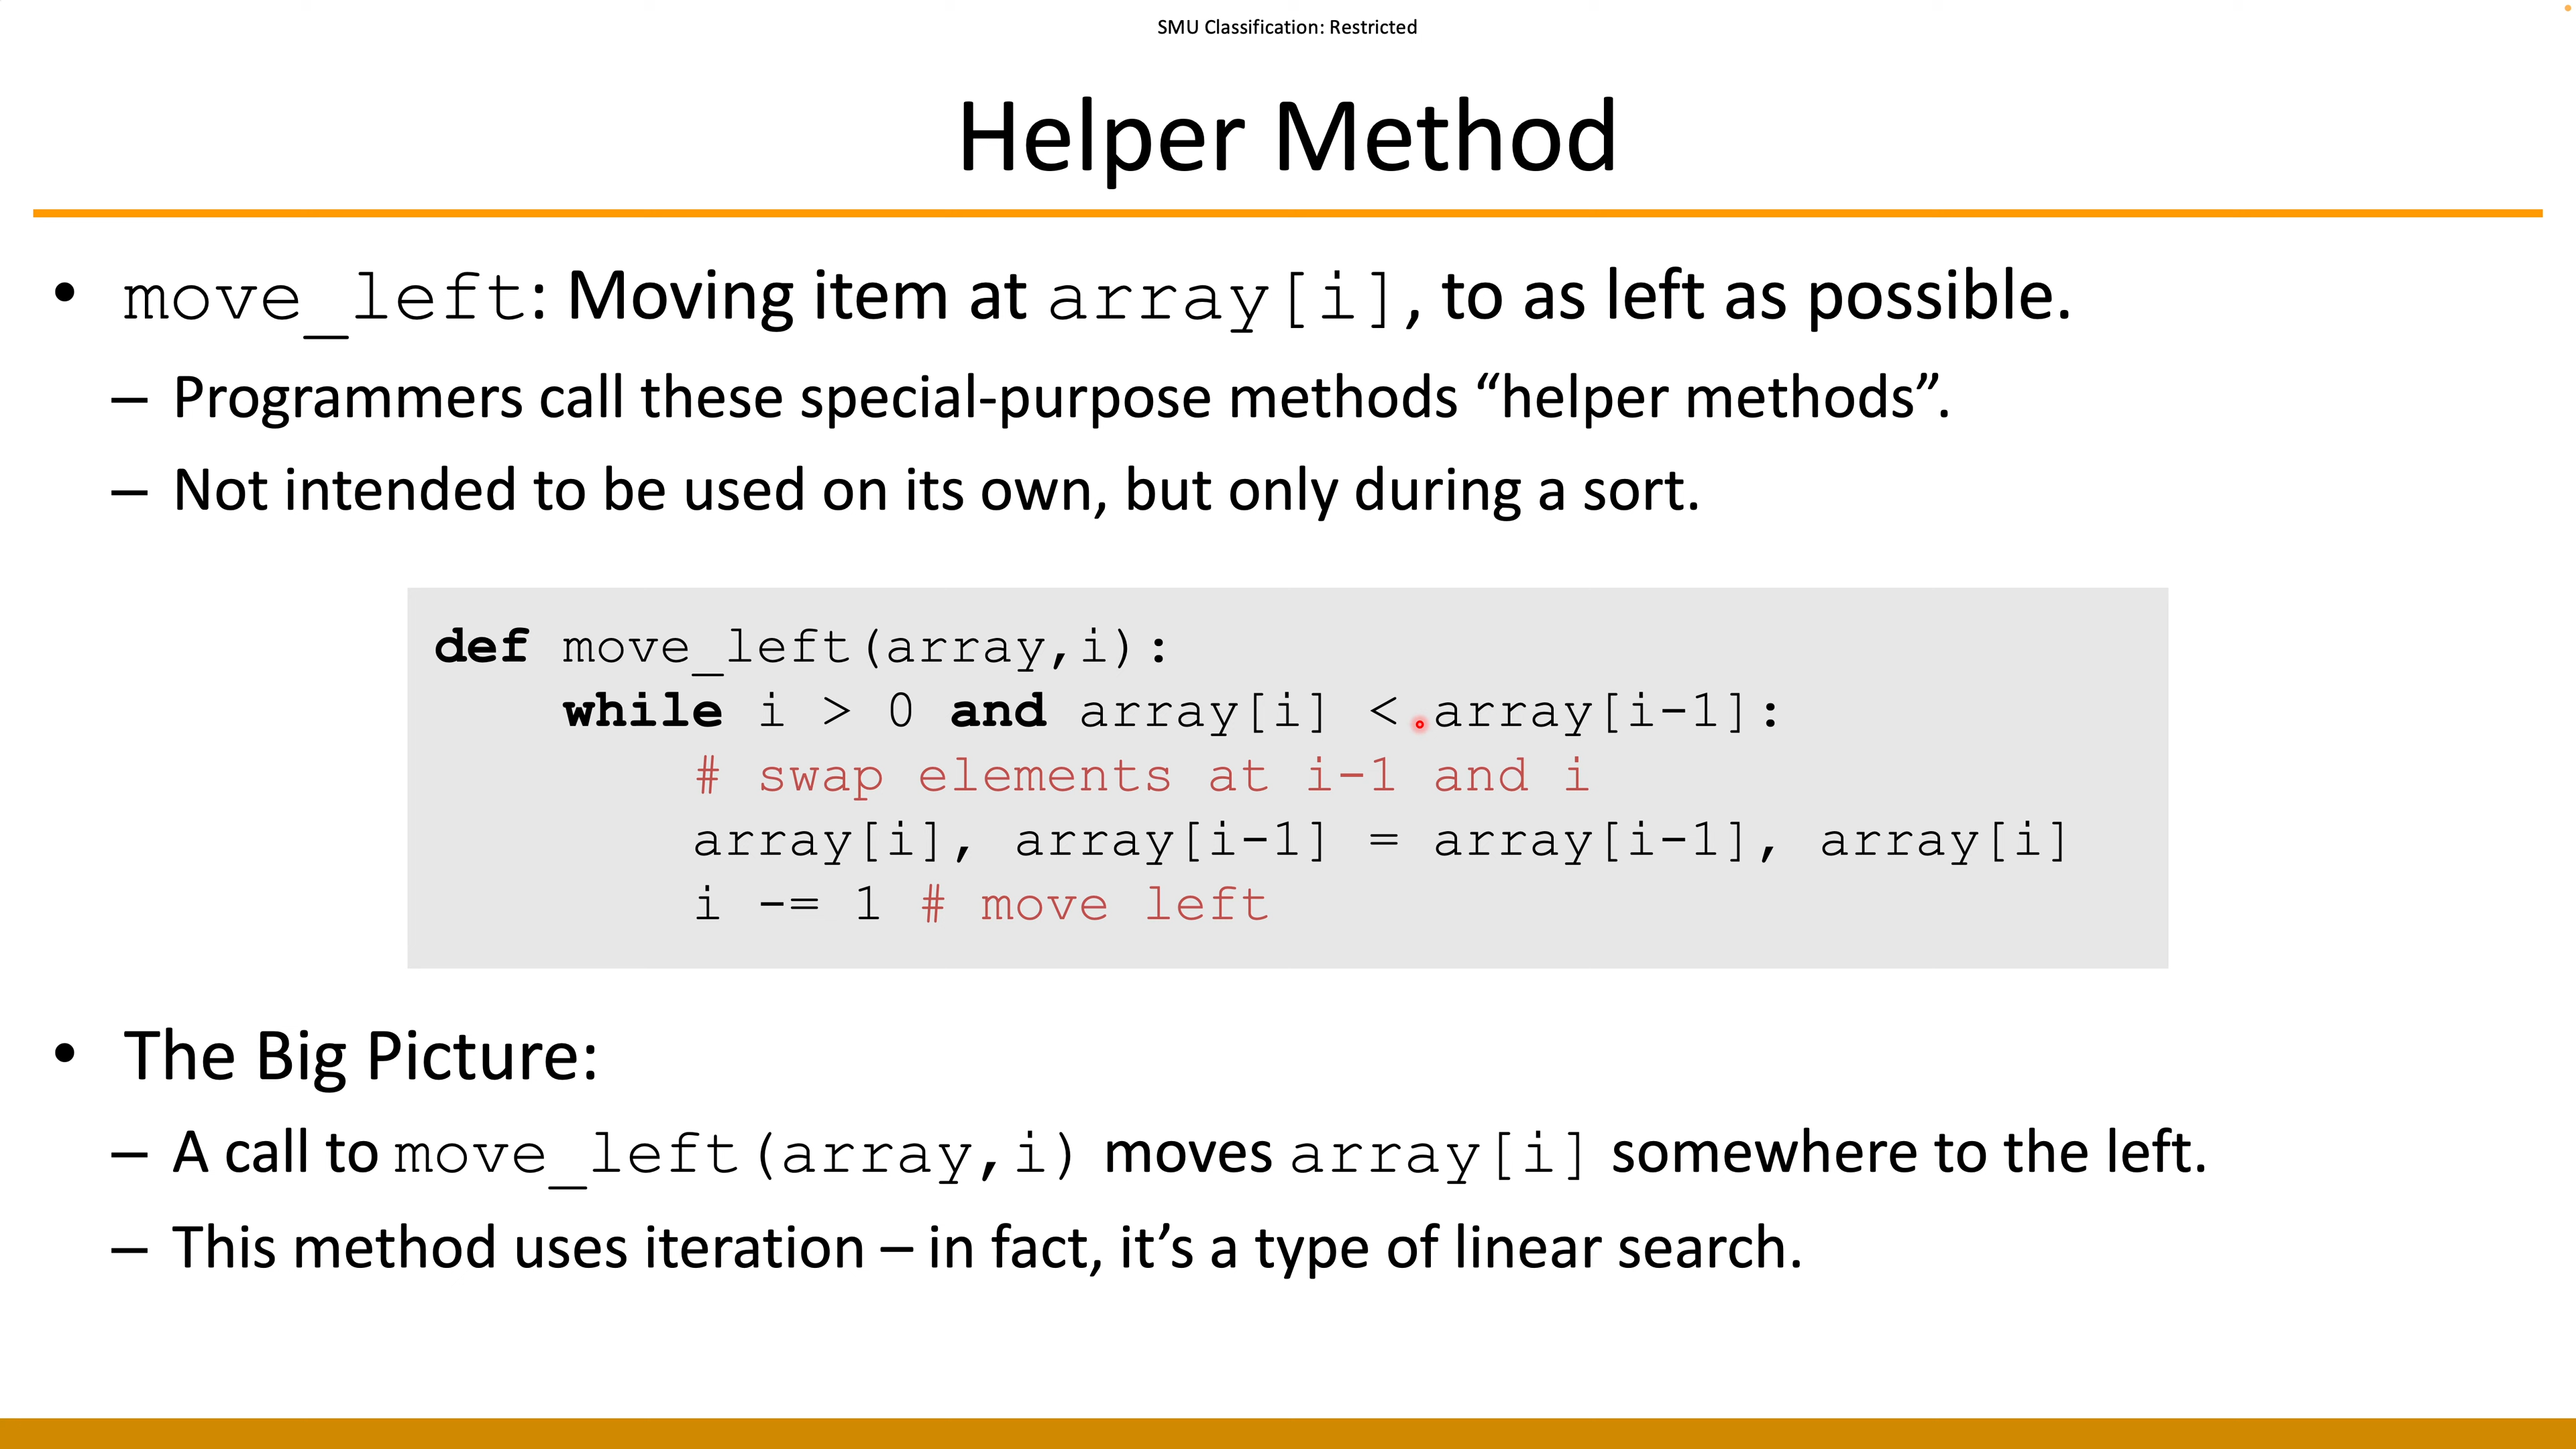 SMU Classification: Restricted
Helper Method
• move_left: Moving item at array[i], to as left as possible.
– Programmers call these special-purpose methods “helper methods”.
– Not intended to be used on its own, but only during a sort.
def move_left(array,i):
    while i > 0 and array[i] < array[i-1]:
        # swap elements at i-1 and i
        array[i], array[i-1] = array[i-1], array[i]
        i -= 1 # move left
• The Big Picture:
– A call to move_left(array,i) moves array[i] somewhere to the left.
– This method uses iteration – in fact, it’s a type of linear search.